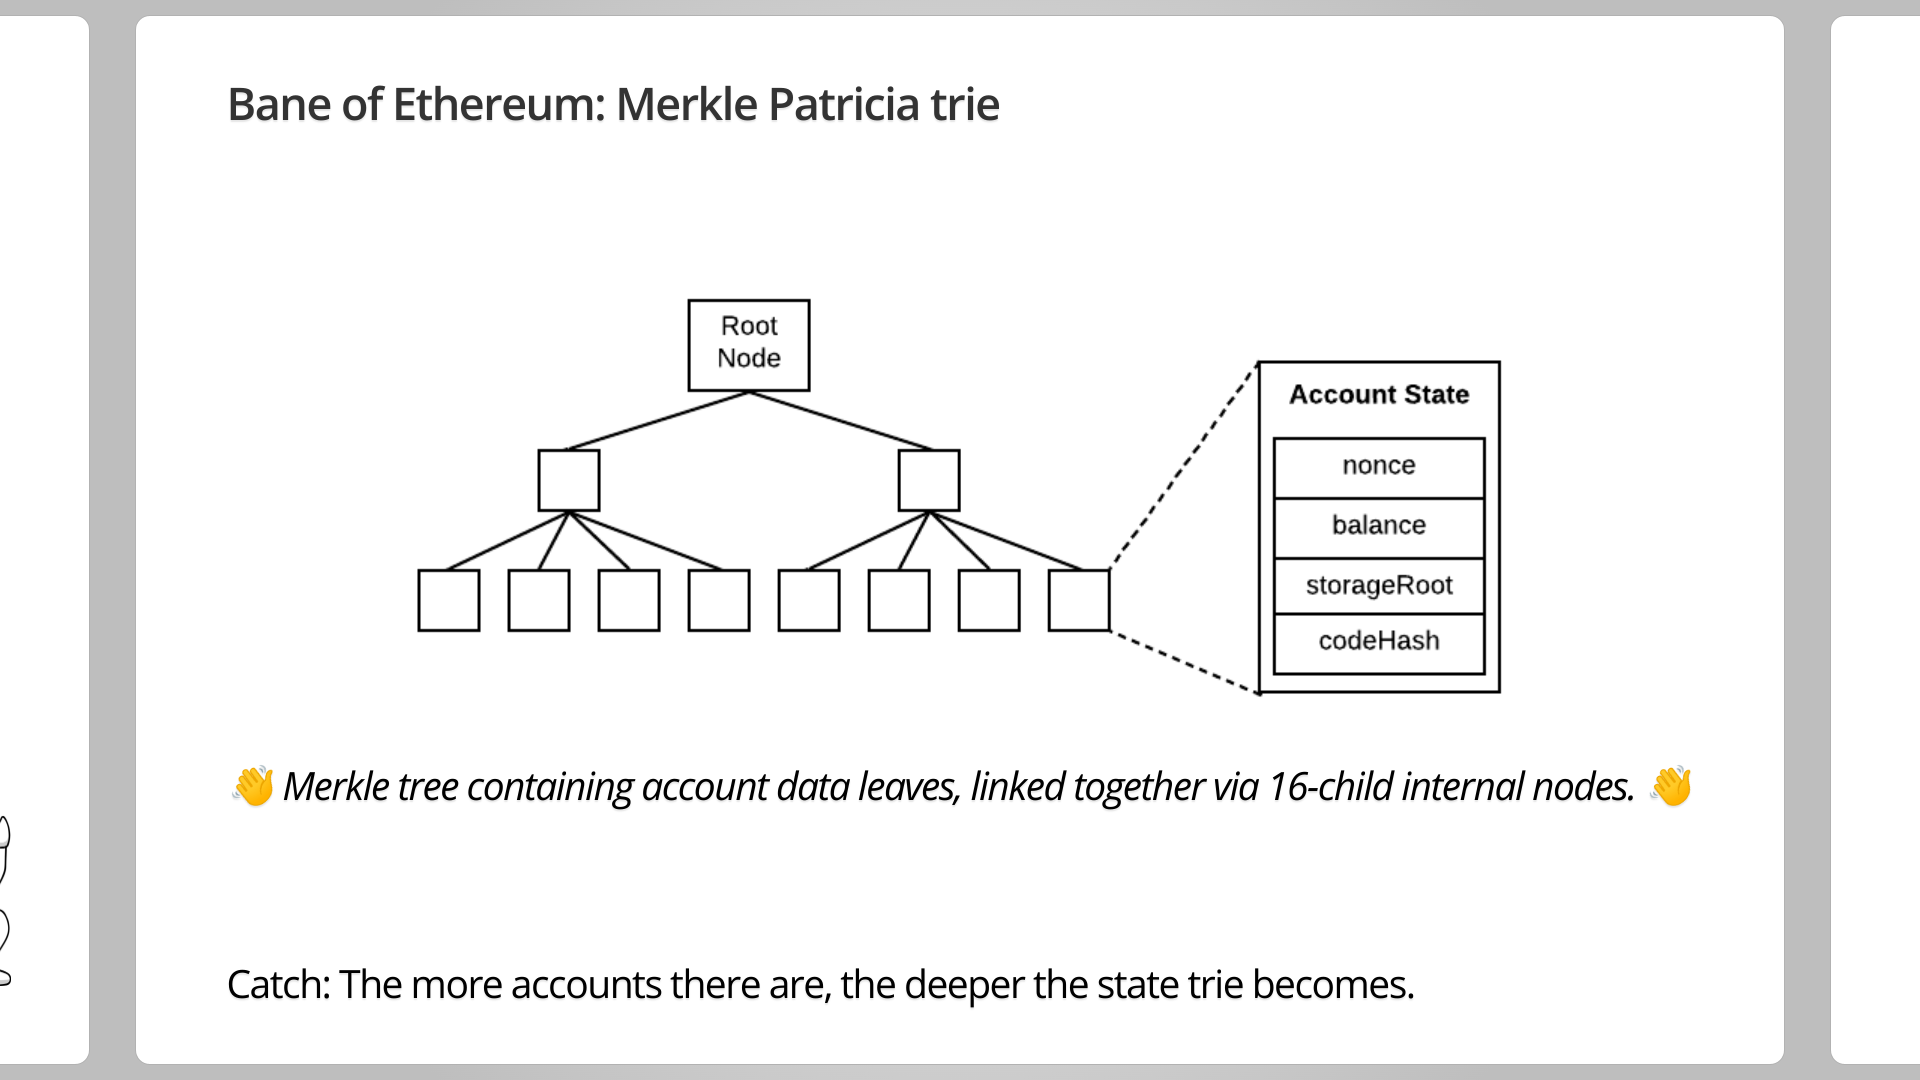 Bane of Ethereum: Merkle Patricia trie
Root
Node
Account State
nonce
balance
storageRoot
codeHash
👋 Merkle tree containing account data leaves, linked together via 16-child internal nodes. 👋
Catch: The more accounts there are, the deeper the state trie becomes.